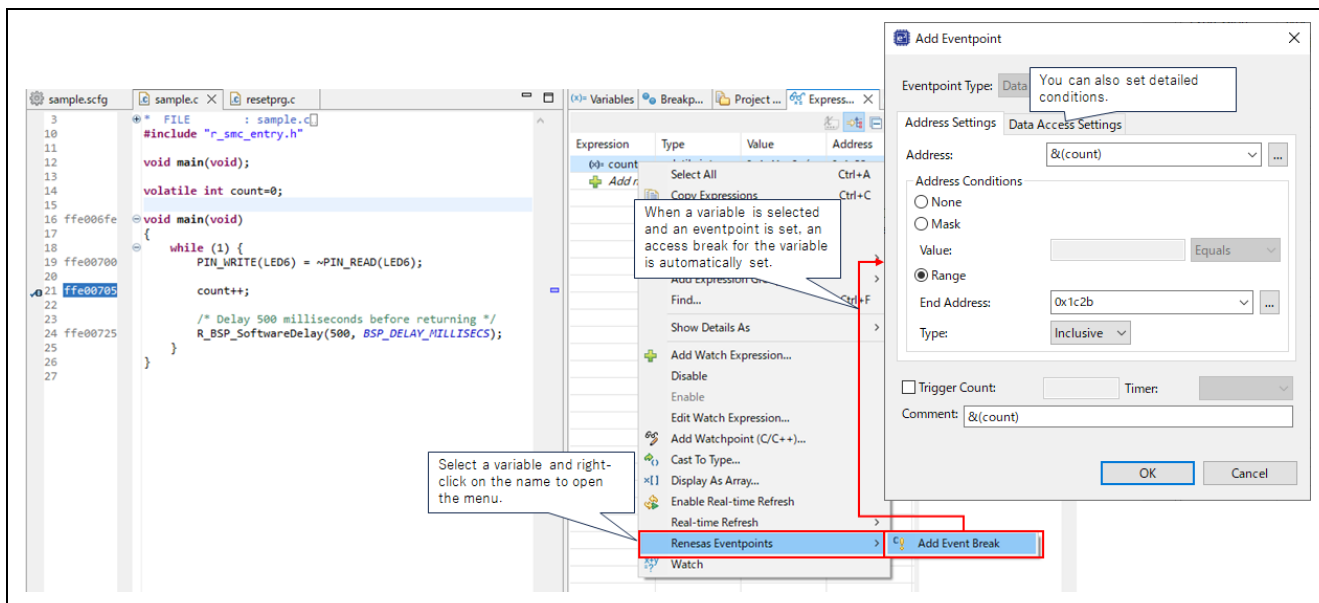 Add Eventpoint
Eventpoint Type: Data
You can also set detailed
conditions.
Address Settings
Data Access Settings
Address:
&(count)
...
Address Conditions
None
Mask
Value:
Equals
Range
End Address:
0x1c2b
...
Type:
Inclusive
Trigger Count:
Timer:
Comment:
&(count)
OK
Cancel
sample.scfg
sample.c
resetprg.c
3 * FILE : sample.c
10 #include "r_smc_entry.h"
11
12 void main(void);
13
14 volatile int count=0;
15
16 ffe006fe void main(void)
17 {
18 while (1) {
19 ffe00700 PIN_WRITE(LED6) = ~PIN_READ(LED6);
20
21 ffe00705 count++;
22
23 /* Delay 500 milliseconds before returning */
24 ffe00725 R_BSP_SoftwareDelay(500, BSP_DELAY_MILLISECS);
25 }
26 }
27
(x)= Variables
Breakp...
Project ...
Express...
Expression Type Value Address
(x)= count
Add
Select All Ctrl+A
Copy Expressions Ctrl+C
When a variable is selected
and an eventpoint is set, an
access break for the variable
is automatically set.
Find... Ctrl+F
Show Details As
Add Watch Expression...
Disable
Enable
Edit Watch Expression...
Add Watchpoint (C/C++)...
Cast To Type...
Display As Array...
Enable Real-time Refresh
Real-time Refresh
Renesas Eventpoints
Add Event Break
Watch
Select a variable and right-
click on the name to open
the menu.